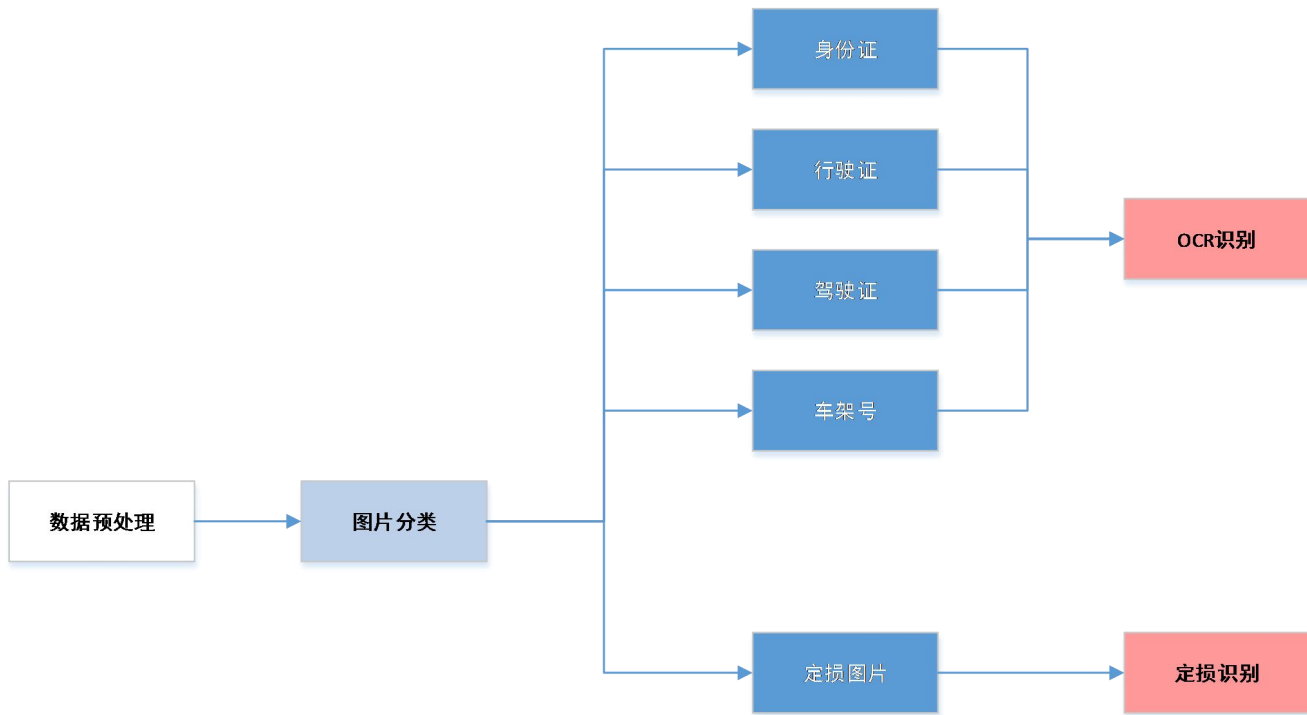 身份证
行驶证
OCR识别
驾驶证
车架号
数据预处理
图片分类
定损图片
定损识别